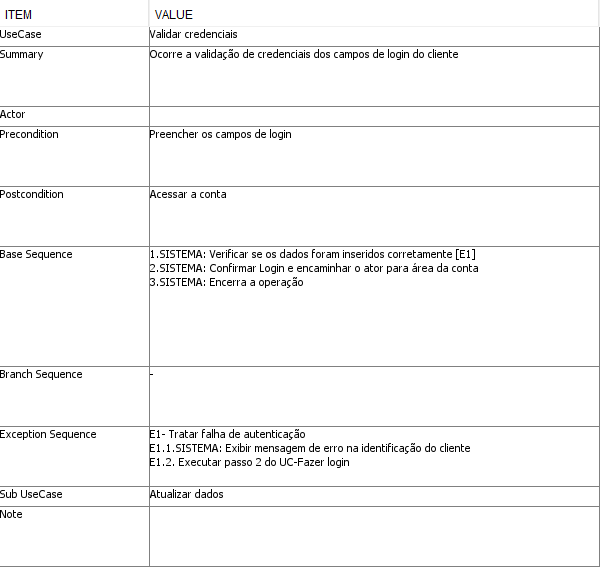 ITEM VALUE
UseCase Validar credenciais
Summary Ocorre a validação de credenciais dos campos de login do cliente
Actor
Precondition Preencher os campos de login
Postcondition Acessar a conta
Base Sequence 1.SISTEMA: Verificar se os dados foram inseridos corretamente [E1]
2.SISTEMA: Confirmar Login e encaminhar o ator para área da conta
3.SISTEMA: Encerra a operação
Branch Sequence -
Exception Sequence E1- Tratar falha de autenticação
E1.1.SISTEMA: Exibir mensagem de erro na identificação do cliente
E1.2. Executar passo 2 do UC-Fazer login
Sub UseCase Atualizar dados
Note